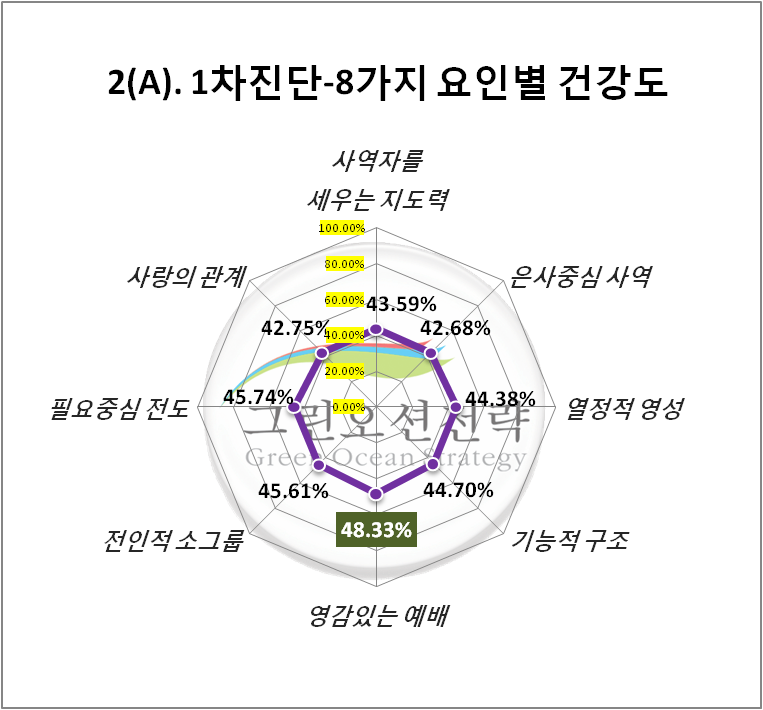 2(A). 1차진단-8가지 요인별 건강도
사역자를
세우는 지도력
100.00%
사랑의 관계
80.00%
은사중심 사역
60.00%
43.59%
42.75%
40.00%
42.68%
20.00%
45.74%
44.38%
필요중심 전도
0.00%
열정적 영성
그린오션전략
Green Ocean Strategy
45.61%
44.70%
48.33%
전인적 소그룹
기능적 구조
영감있는 예배